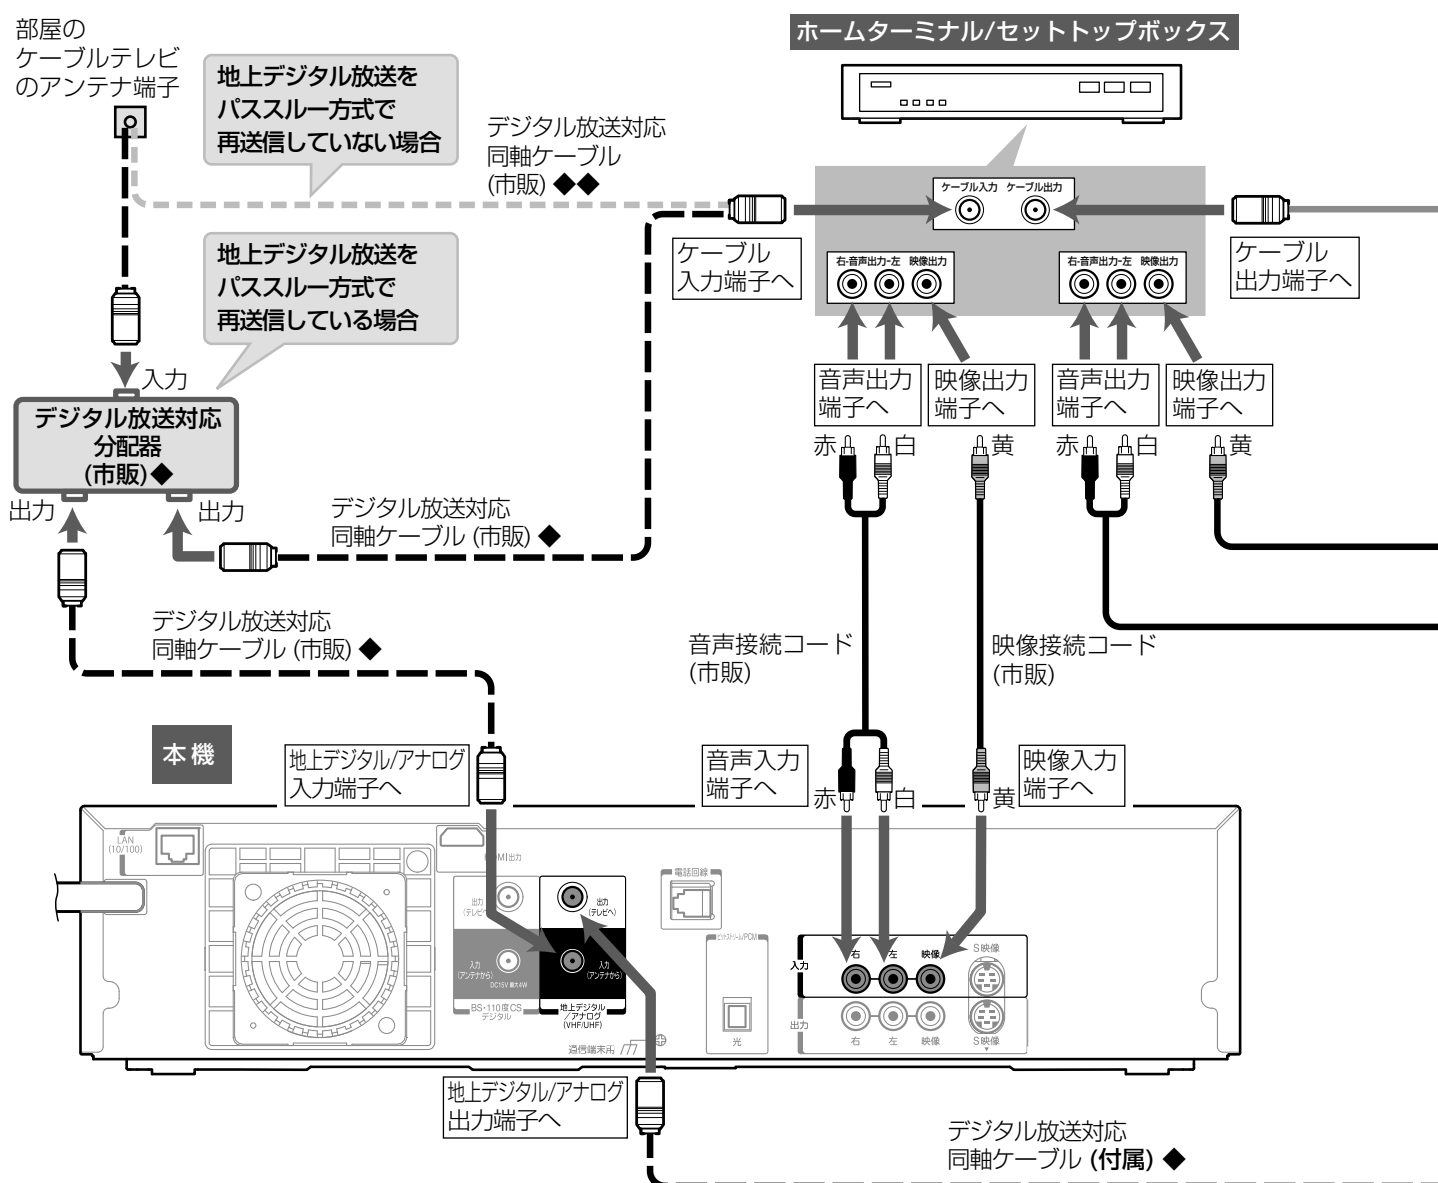 部屋の
ケーブルテレビ
のアンテナ端子
地上デジタル放送を
パススルー方式で
再送信していない場合
デジタル放送対応
同軸ケーブル
(市販) ◆◆
ホームターミナル/セットトップボックス
ケーブル入力 ケーブル出力
ケーブル
入力端子へ
ケーブル
出力端子へ
右-音声出力-左 映像出力
右-音声出力-左 映像出力
地上デジタル放送を
パススルー方式で
再送信している場合
入力
デジタル放送対応
分配器
(市販)◆
出力
出力
音声出力
端子へ
映像出力
端子へ
音声出力
端子へ
映像出力
端子へ
赤 白 黄 赤 白 黄
デジタル放送対応
同軸ケーブル (市販) ◆
デジタル放送対応
同軸ケーブル (市販) ◆
音声接続コード
(市販)
映像接続コード
(市販)
本機
地上デジタル/アナログ
入力端子へ
音声入力
端子へ
映像入力
端子へ
赤 白 黄
LAN
(10/100)
出力
(テレビへ)
入力
(アンテナから)
DC15V 最大4W
BS・110度CS
デジタル
出力
(テレビへ)
入力
(アンテナから)
地上デジタル
/アナログ
(VHF/UHF)
電話回線
ビットストリーム/PCM
光
通信端末用
入力
右 左 映像 S映像
出力
右 左 映像 S映像
地上デジタル/アナログ
出力端子へ
デジタル放送対応
同軸ケーブル (付属) ◆